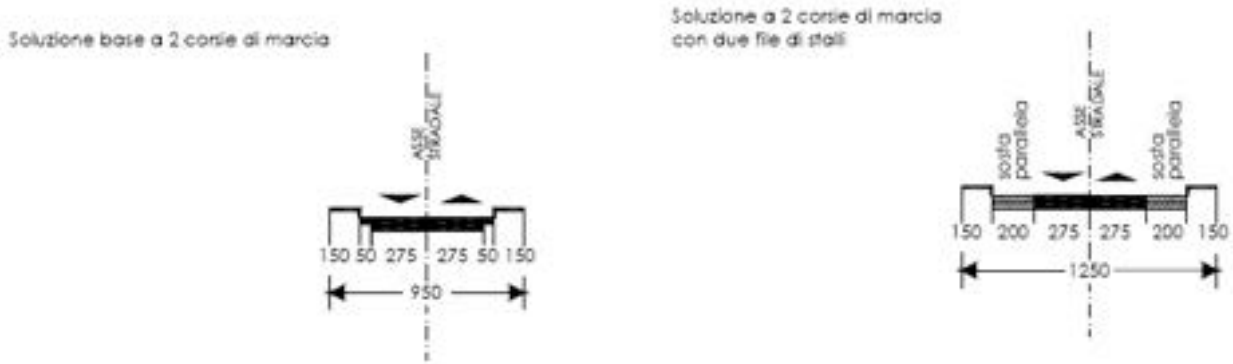 Soluzione base a 2 corsie di marcia
ASSE
STRADALE
150 50 275 275 50 150
950
Soluzione a 2 corsie di marcia
con due file di stalli
sosta
parallela
ASSE
STRADALE
sosta
parallela
150 200 275 275 200 150
1250